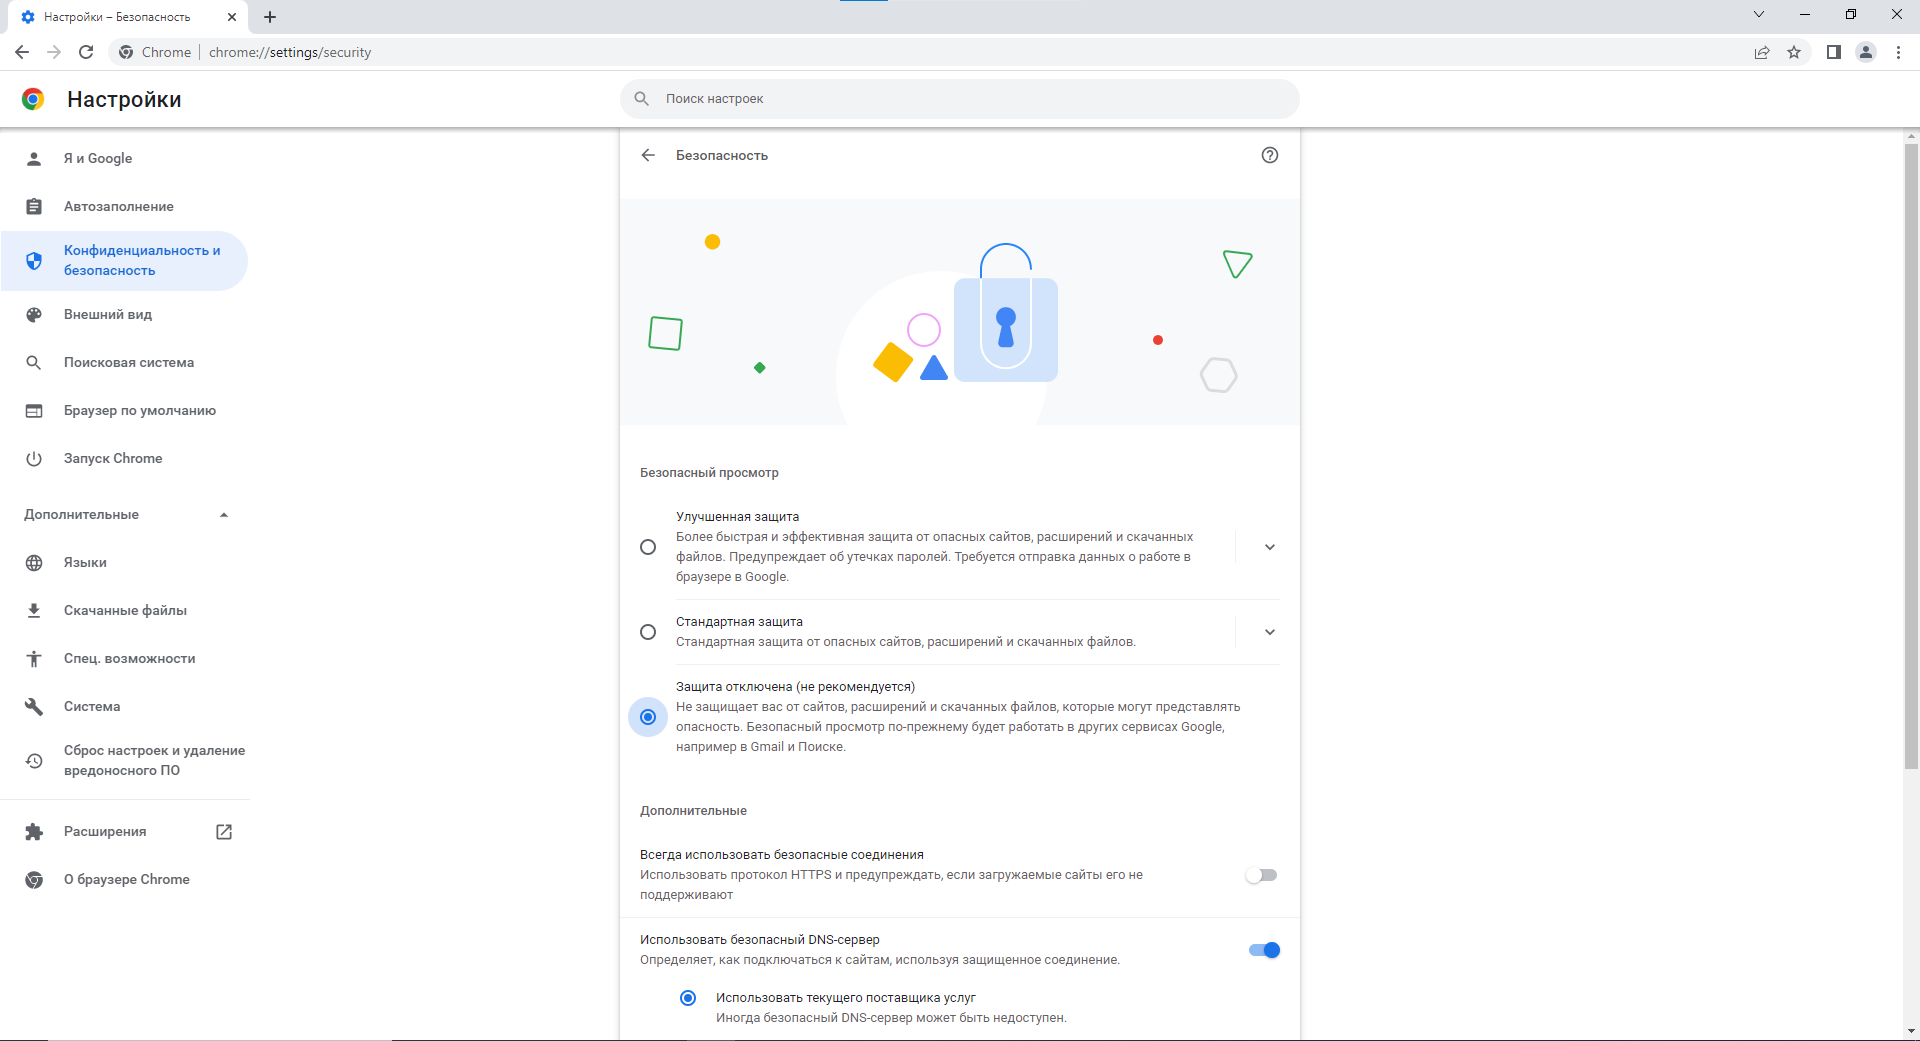 Настройки – Безопасность
Chrome
chrome://settings/security
Настройки
Поиск настроек
Я и Google
Автозаполнение
Конфиденциальность и
безопасность
Внешний вид
Поисковая система
Браузер по умолчанию
Запуск Chrome
Дополнительные
Языки
Скачанные файлы
Спец. возможности
Система
Сброс настроек и удаление
вредоносного ПО
Расширения
О браузере Chrome
Безопасность
Безопасный просмотр
Улучшенная защита
Более быстрая и эффективная защита от опасных сайтов, расширений и скачанных
файлов. Предупреждает об утечках паролей. Требуется отправка данных о работе в
браузере в Google.
Стандартная защита
Стандартная защита от опасных сайтов, расширений и скачанных файлов.
Защита отключена (не рекомендуется)
Не защищает вас от сайтов, расширений и скачанных файлов, которые могут представлять
опасность. Безопасный просмотр по-прежнему будет работать в других сервисах Google,
например в Gmail и Поиске.
Дополнительные
Всегда использовать безопасные соединения
Использовать протокол HTTPS и предупреждать, если загружаемые сайты его не
поддерживают
Использовать безопасный DNS-сервер
Определяет, как подключаться к сайтам, используя защищенное соединение.
Использовать текущего поставщика услуг
Иногда безопасный DNS-сервер может быть недоступен.